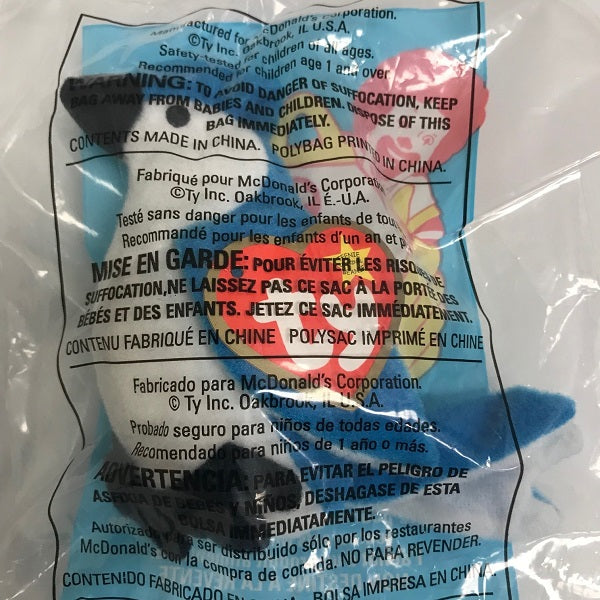 Manufactured for McDonald's Corporation.
©Ty Inc. Oakbrook, IL U.S.A.
Safety-tested for children of all ages.
Recommended for children age 1 and over
WARNING: TO AVOID DANGER OF SUFFOCATION, KEEP
BAG AWAY FROM BABIES AND CHILDREN. DISPOSE OF THIS
BAG IMMEDIATELY.
CONTENTS MADE IN CHINA. POLYBAG PRINTED IN CHINA.
Fabriqué pour McDonald's Corporation
©Ty Inc. Oakbrook, IL É.-U.A.
Testé sans danger pour les enfants de tout
Recommandé pour les enfants d'un an et p
MISE EN GARDE: POUR ÉVITER LES RISQUE DE
SUFFOCATION, NE LAISSEZ PAS CE SAC À LA PORTÉE DES
BÉBÉS ET DES ENFANTS. JETEZ CE SAC IMMÉDIATEMENT.
ty
CONTENU FABRIQUÉ EN CHINE POLYSAC IMPRIMÉ EN CHINE
Fabricado para McDonald's Corporation.
© Ty Inc. Oakbrook, IL U.S.A.
Probado seguro para niños de todas edades.
Recomendado para niños de 1 año o más.
ADVERTENCIA: PARA EVITAR EL PELIGRO DE
ASFIXIA DE BEBÉS Y NIÑOS, DESHAGASE DE ESTA
BOLSA IMMEDIATAMENTE.
Autorizado para ser distribuido sólo por los restaurantes
McDonald's con la compra de comida. NO PARA REVENDER.
CONTENIDO FABRICADO EN CHINA. BOLSA IMPRESA EN CHINA.